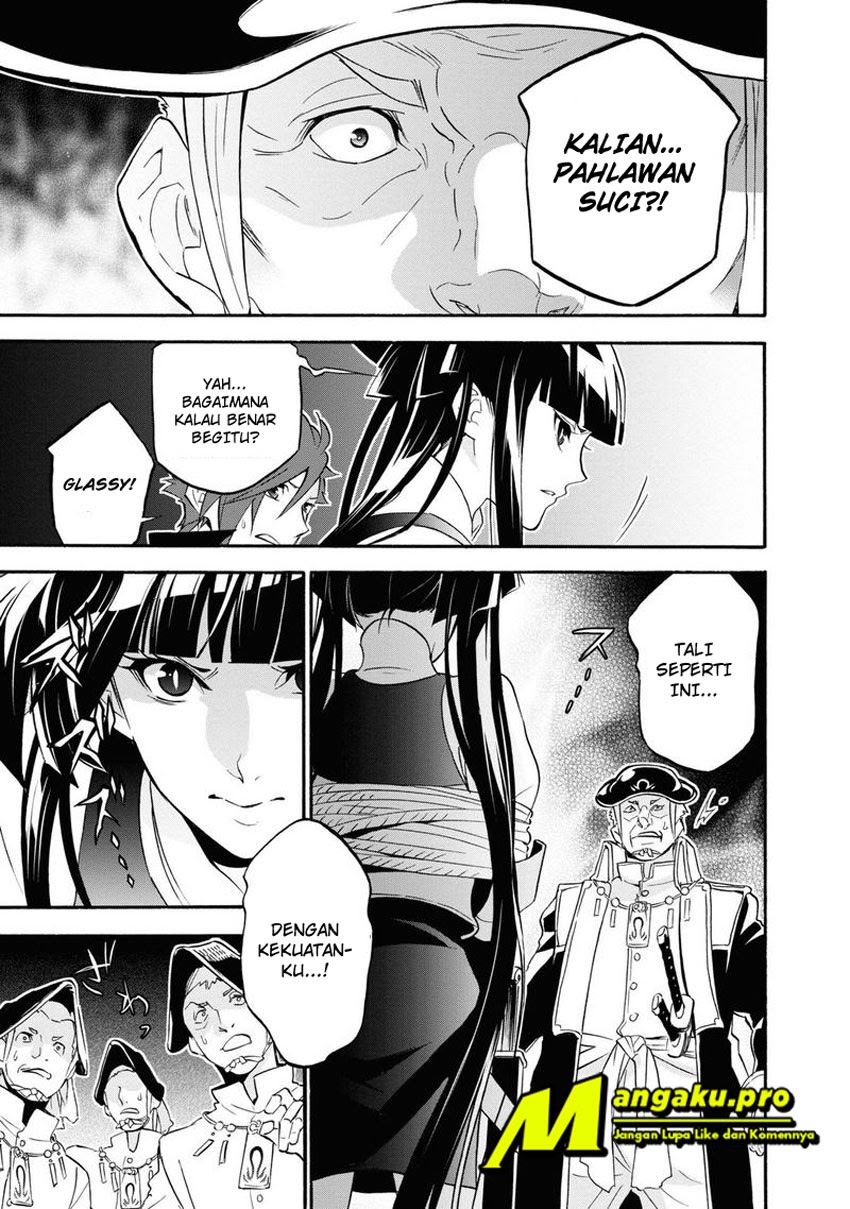 KALIAN...
PAHLAWAN
SUCI?!
YAH...
BAGAIMANA
KALAU BENAR
BEGITU?
GLASSY!
TALI
SEPERTI
INI...
DENGAN
KEKUATAN-
KU...!
Mangaku.pro
Jangan Lupa Like dan Komennya